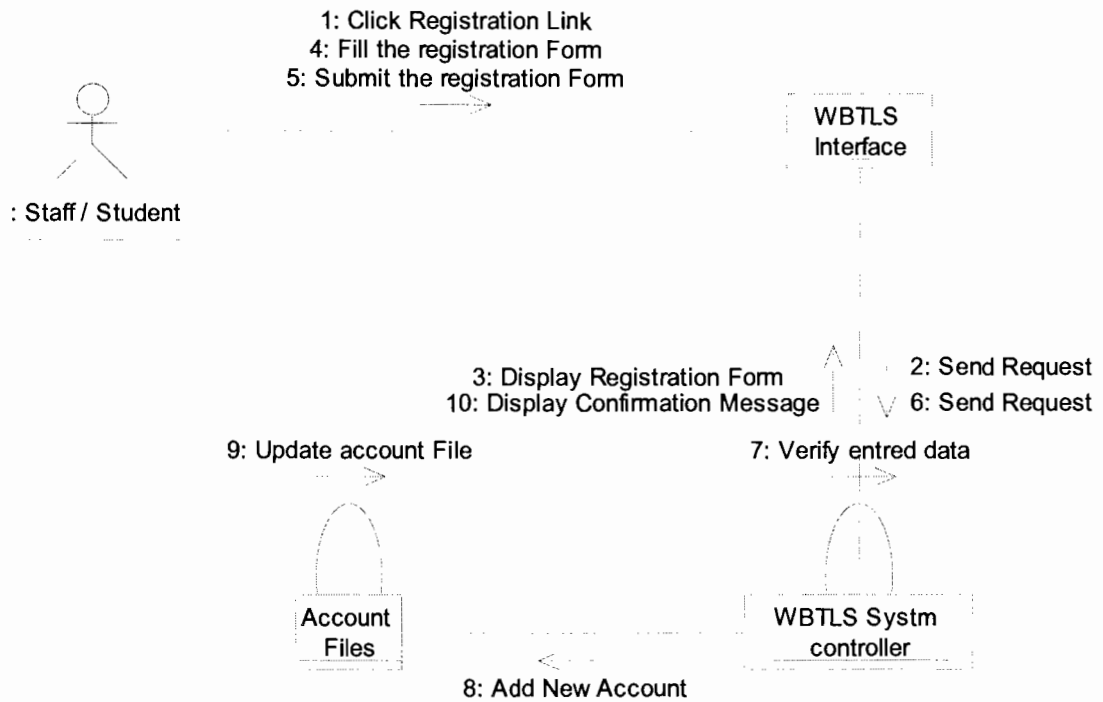 1: Click Registration Link
4: Fill the registration Form
5: Submit the registration Form
WBTLS
Interface
: Staff / Student
3: Display Registration Form
10: Display Confirmation Message
2: Send Request
6: Send Request
9: Update account File
7: Verify entred data
Account
Files
WBTLS Systm
controller
8: Add New Account